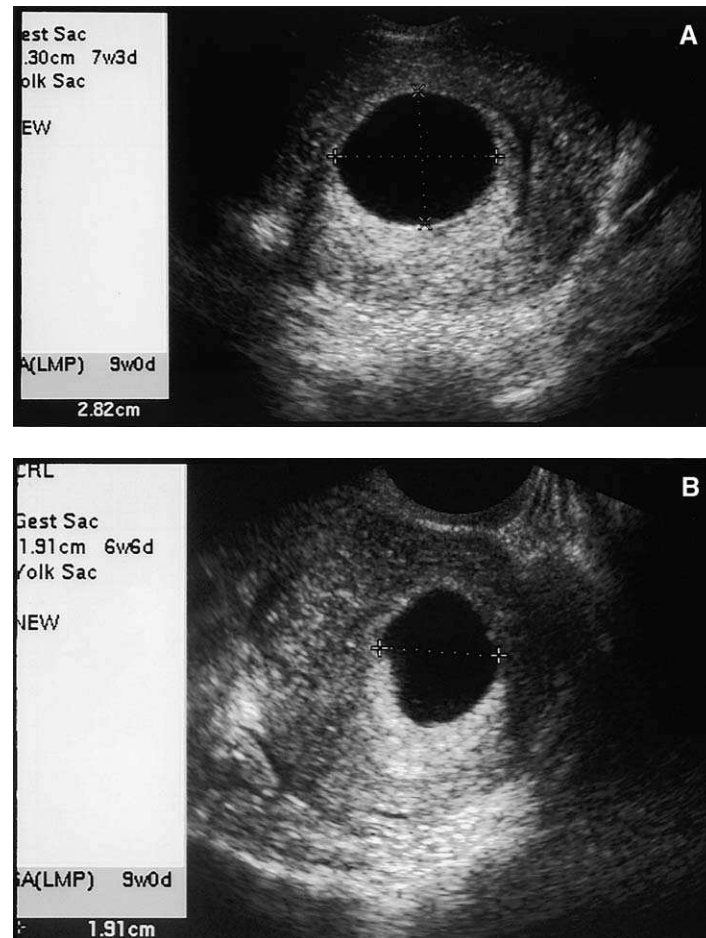 est Sac
.30cm 7w3d
olk Sac
EW
A(LMP) 9w0d
2.82cm
A
CRL
Gest Sac
1.91cm 6w6d
Yolk Sac
NEW
GA(LMP) 9w0d
1.91cm
B